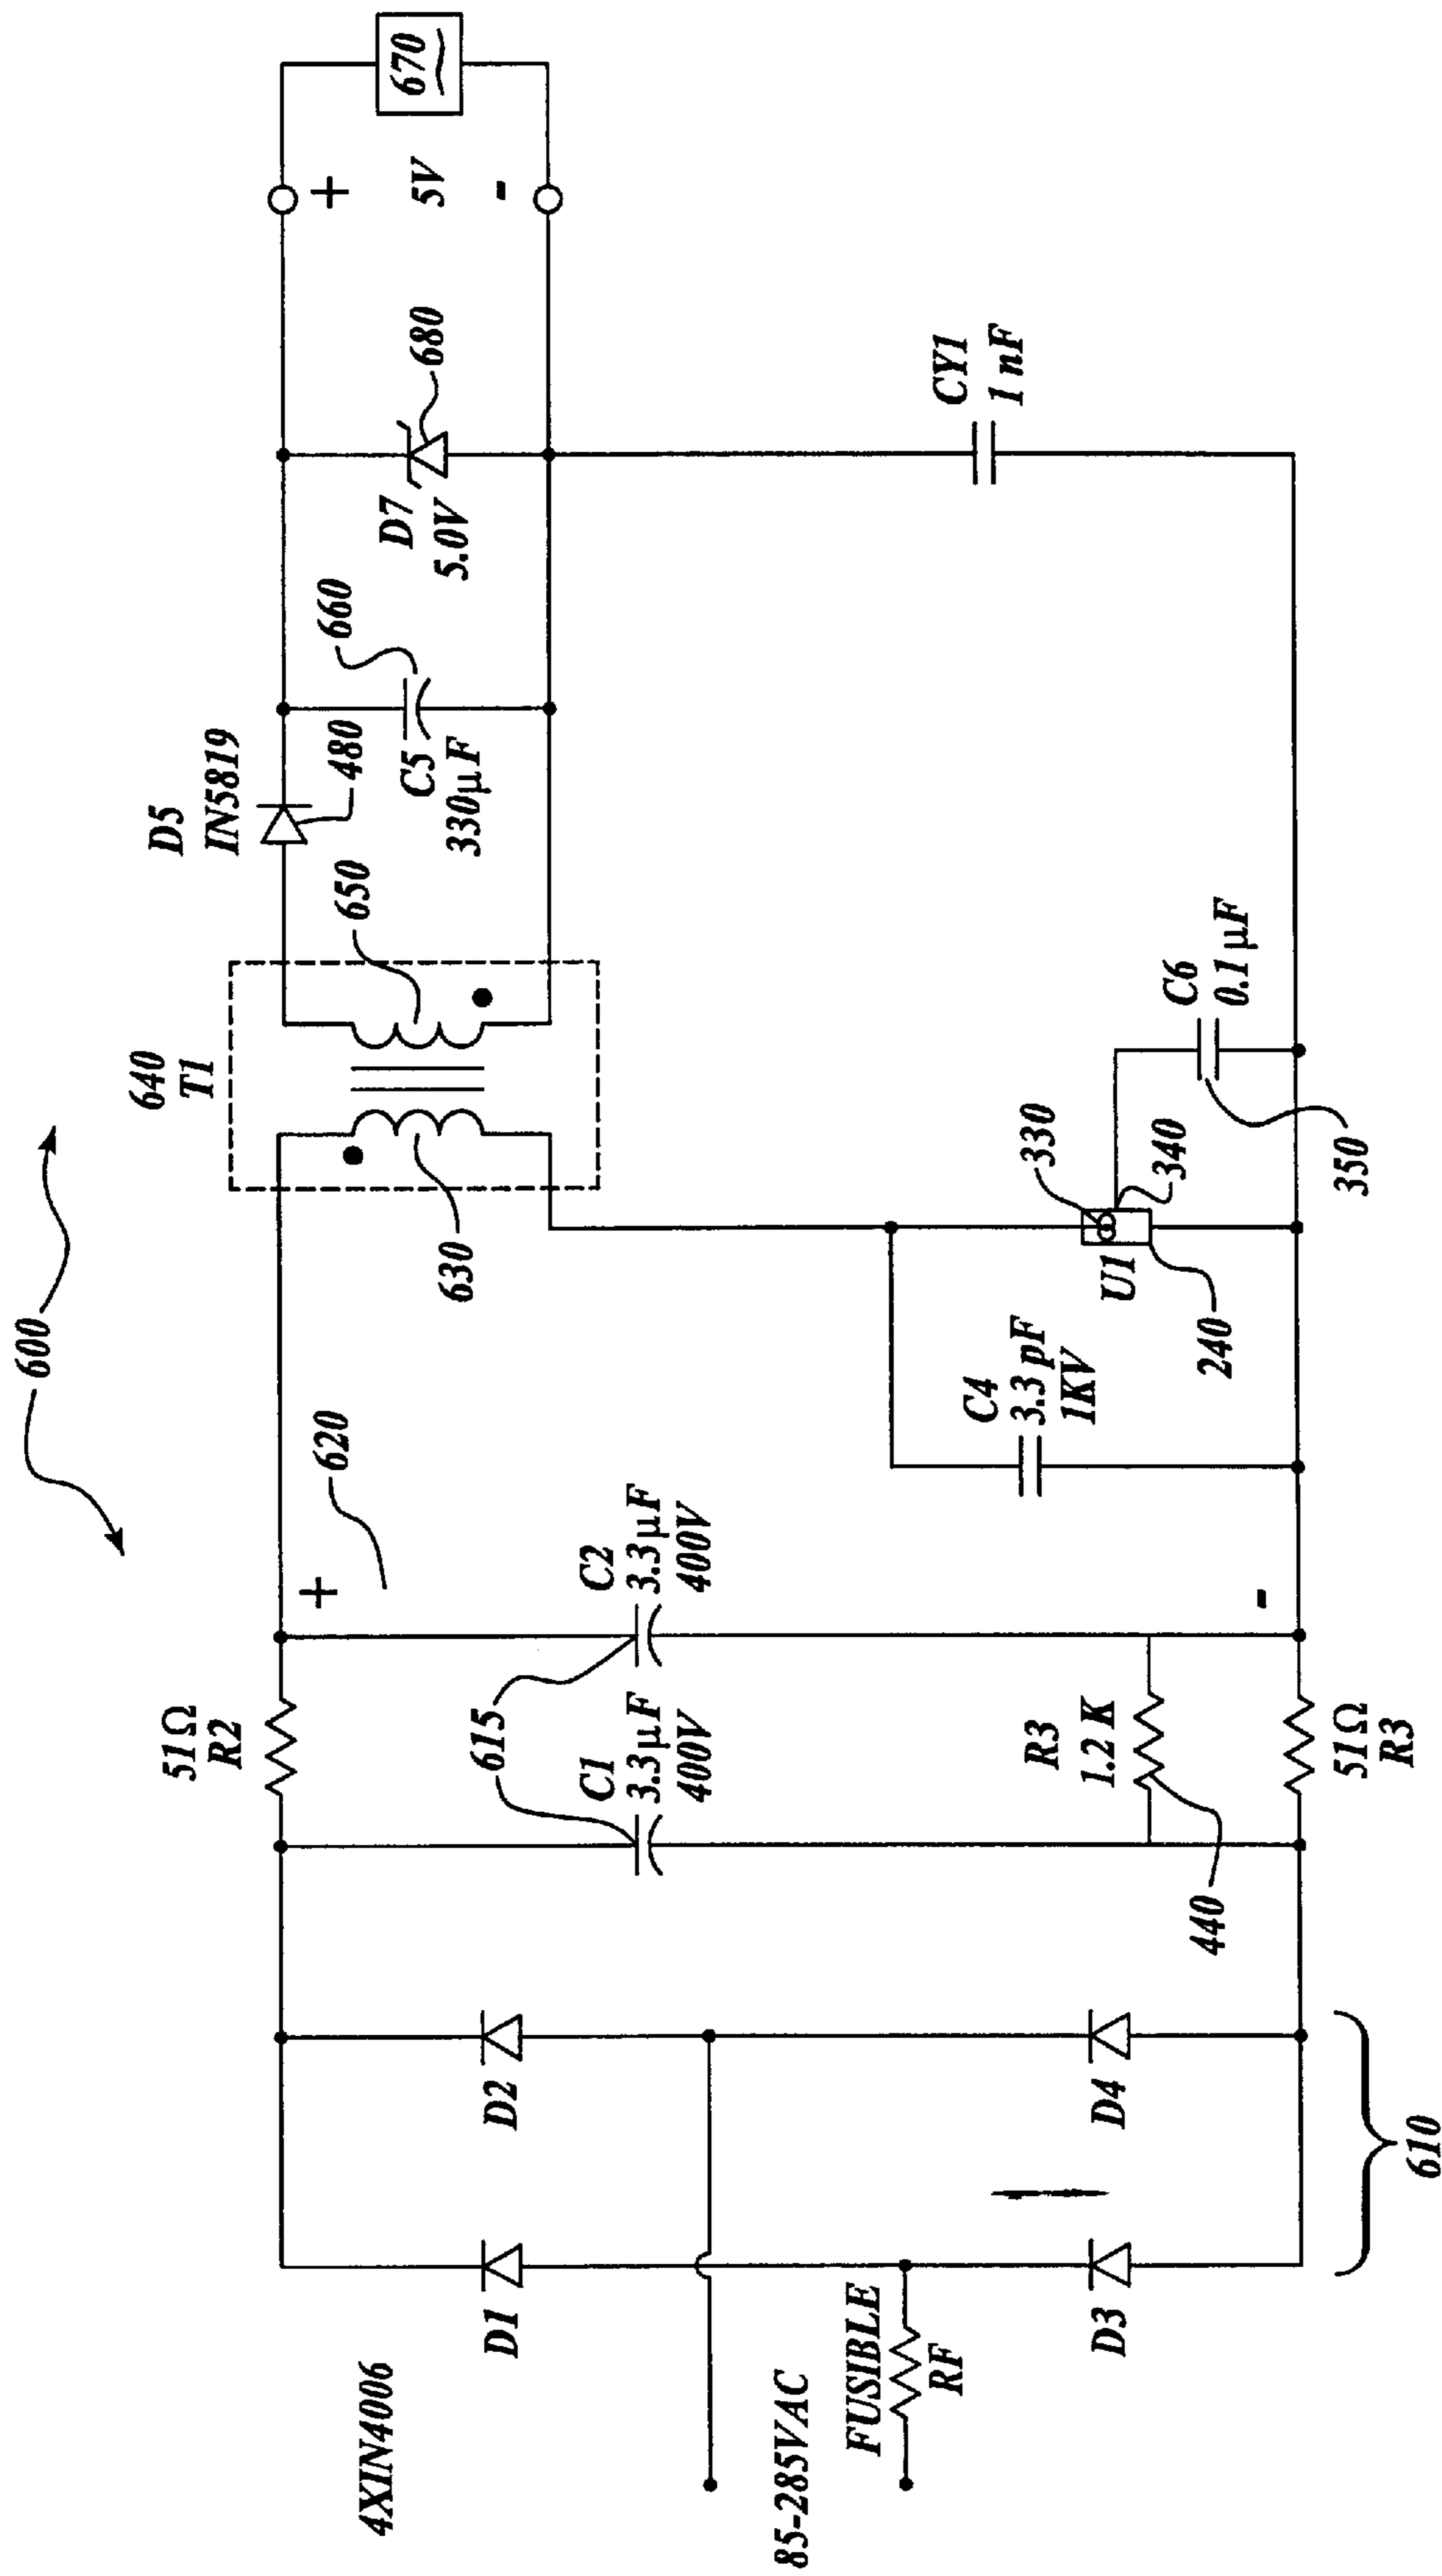 600
4XIN4006
D1
D2
85-285VAC
FUSIBLE
RF
D3
D4
610
51Ω
R2
615
C1
3.3µF
400V
C2
3.3µF
400V
R3
1.2 K
440
51Ω
R3
+
620
-
C4
3.3 pF
1KV
U1
240
330
340
350
C6
0.1µF
640
T1
630
650
D5
IN5819
480
C5
330µF
660
D7
5.0V
680
CY1
1 nF
+
5V
-
670